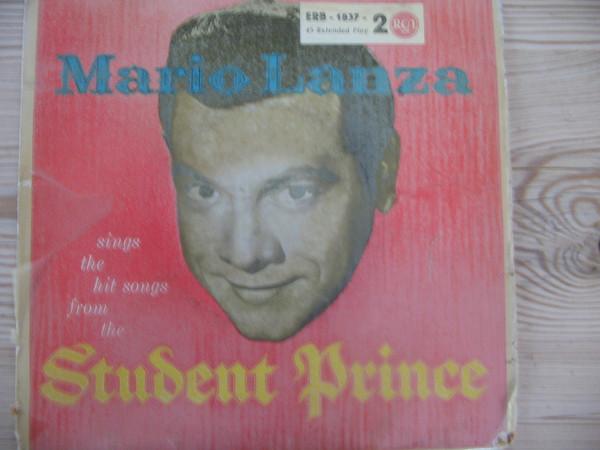 ERB - 1837 -
45 Extended Play
2
RCA
Mario Lanza
sings
the
hit songs
from
the
Student Prince